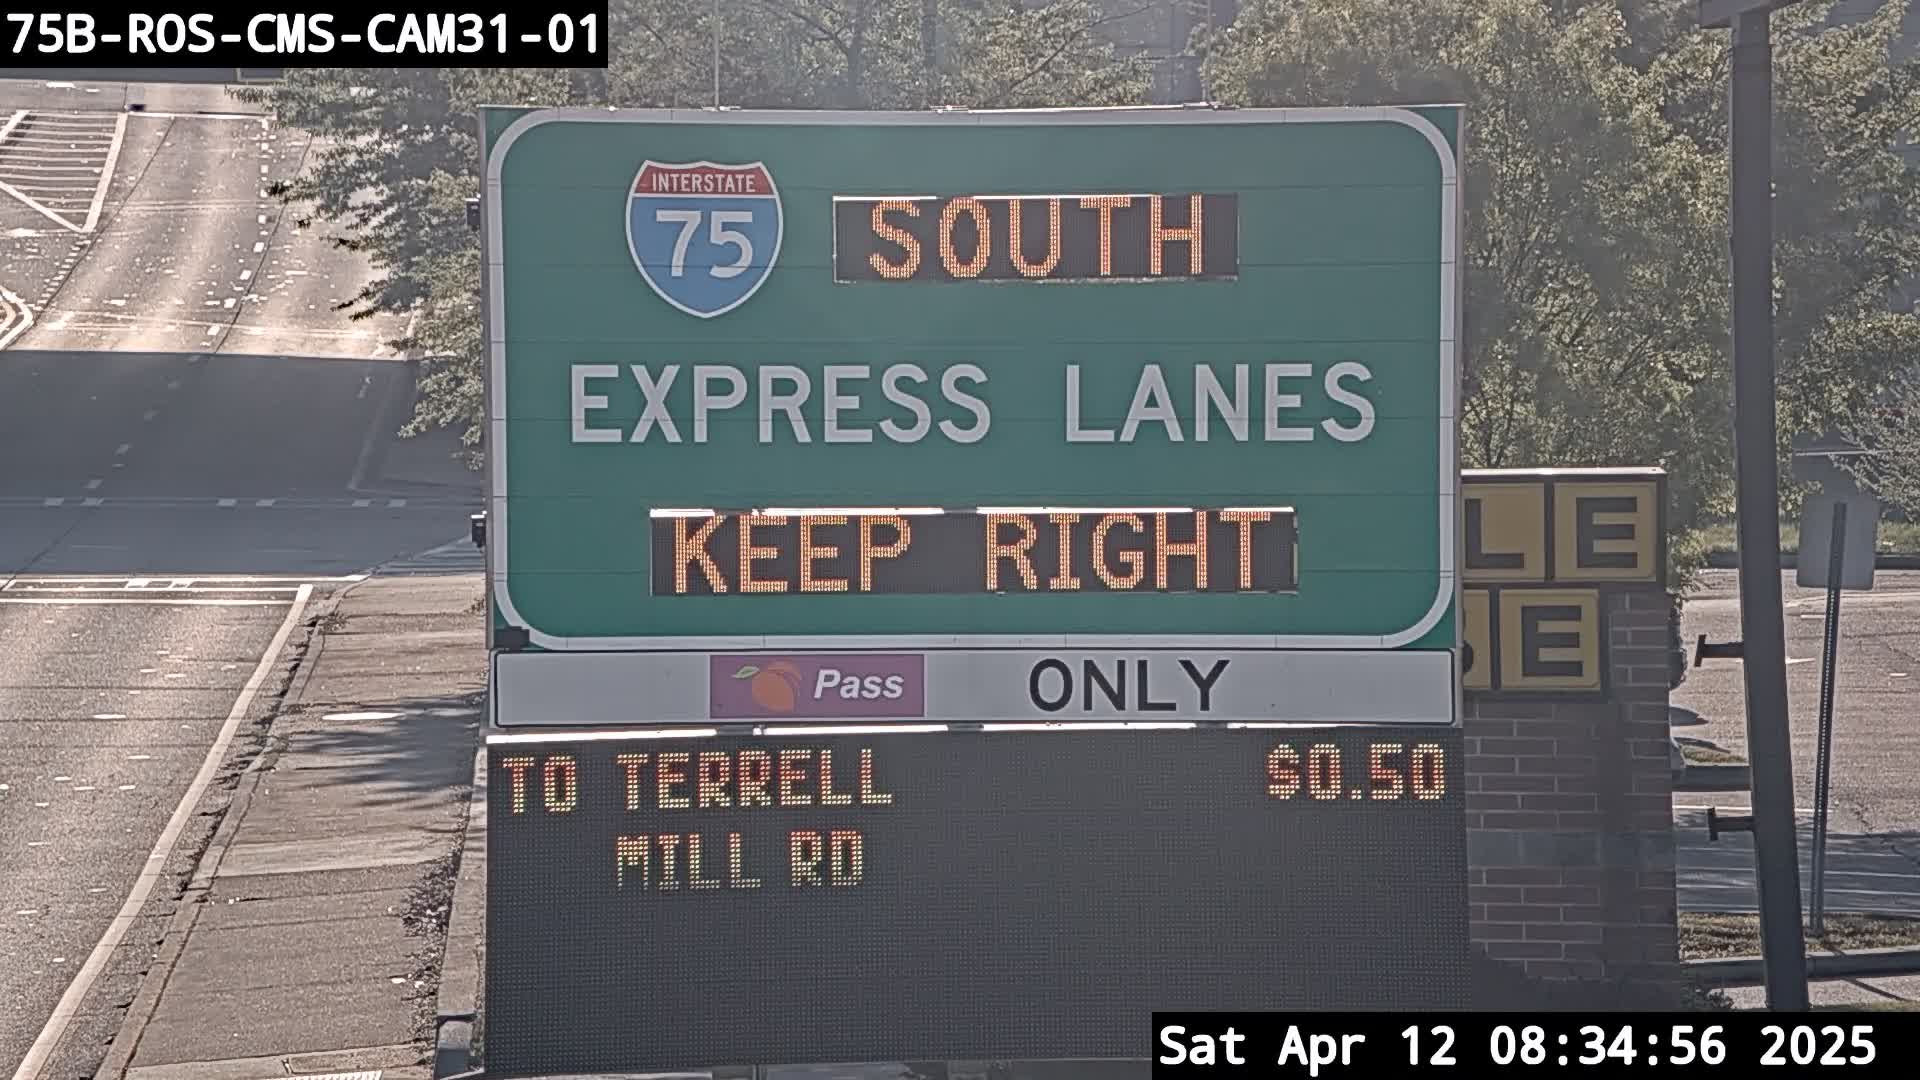 75B-ROS-CMS-CAM31-01
INTERSTATE
75
SOUTH
EXPRESS LANES
KEEP RIGHT
Pass ONLY
TO TERRELL $0.50
MILL RD
LE
E
Sat Apr 12 08:34:56 2025